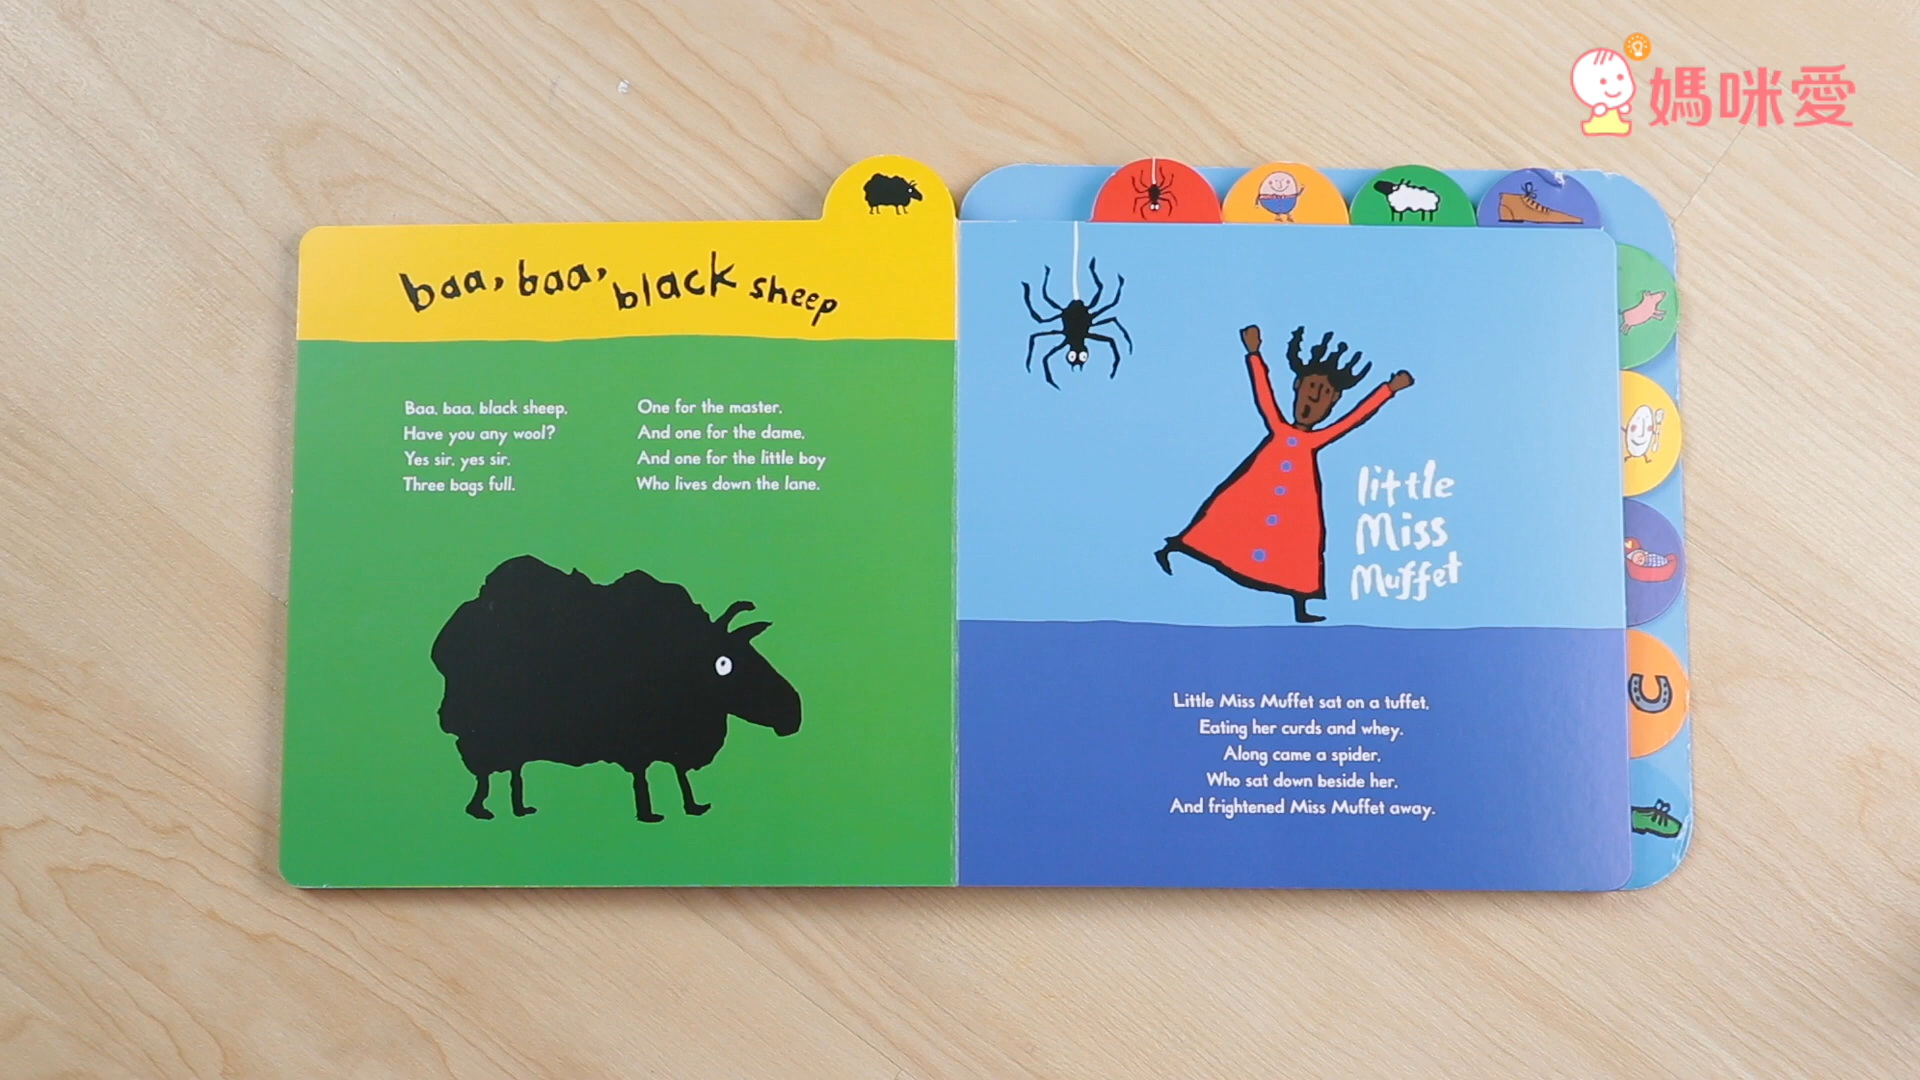 媽咪愛
baa, baa, black sheep
Baa, baa, black sheep,
Have you any wool?
Yes sir, yes sir,
Three bags full.
One for the master,
And one for the dame,
And one for the little boy
Who lives down the lane.
little
Miss
Muffet
Little Miss Muffet sat on a tuffet,
Eating her curds and whey.
Along came a spider,
Who sat down beside her,
And frightened Miss Muffet away.